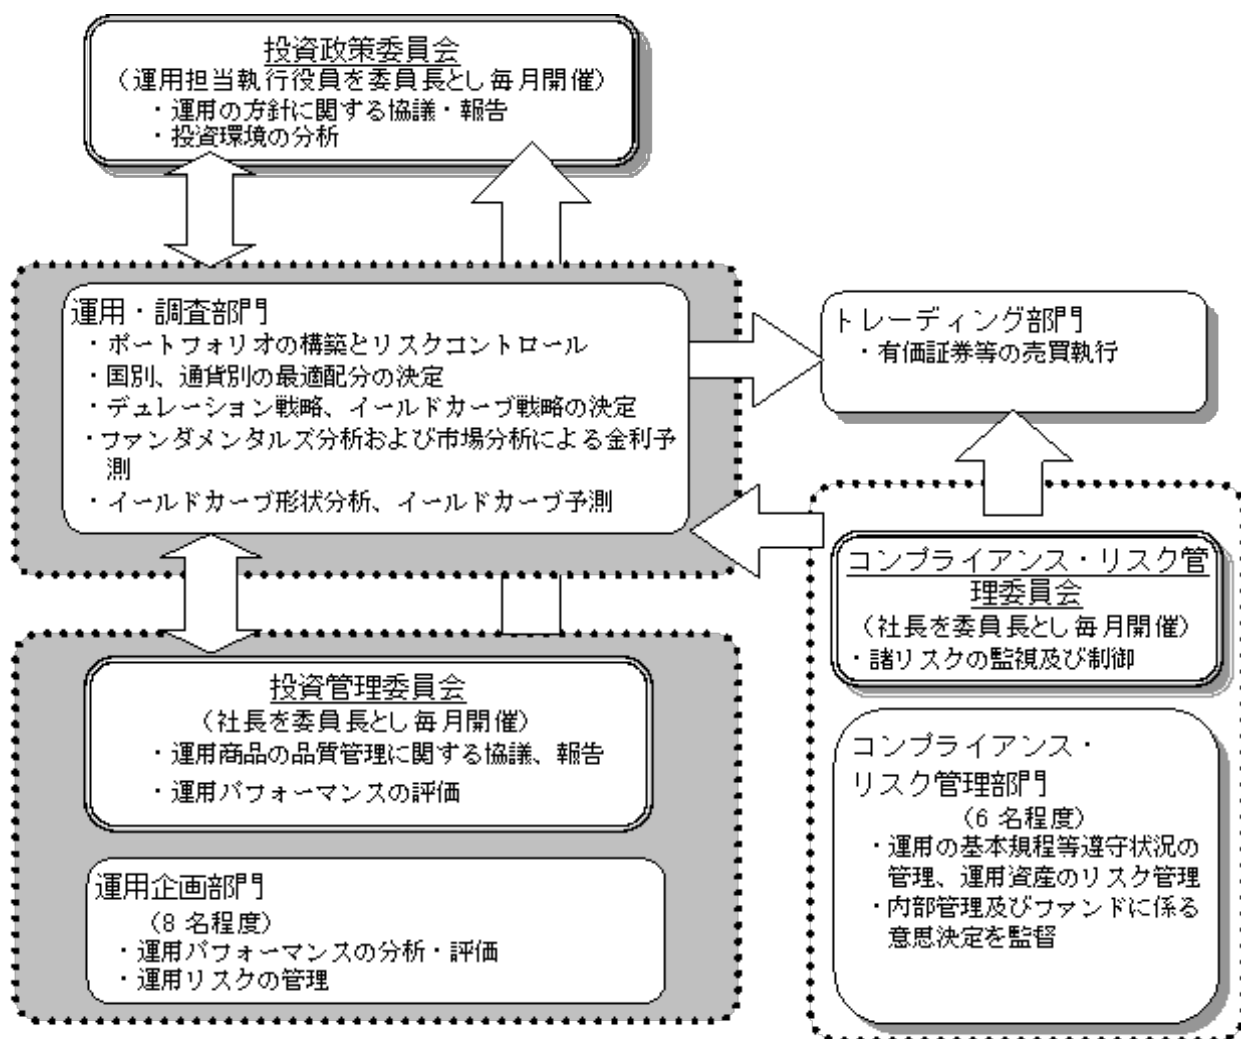 投資政策委員会
（運用担当執行役員を委員長とし毎月開催）
・運用の方針に関する協議・報告
・投資環境の分析
運用・調査部門
・ポートフォリオの構築とリスクコントロール
・国別、通貨別の最適配分の決定
・デュレーション戦略、イールドカーブ戦略の決定
・ファンダメンタルズ分析および市場分析による金利予
測
・イールドカーブ形状分析、イールドカーブ予測
トレーディング部門
・有価証券等の売買執行
投資管理委員会
（社長を委員長とし毎月開催）
・運用商品の品質管理に関する協議、報告
・運用パフォーマンスの評価
運用企画部門
（8 名程度）
・運用パフォーマンスの分析・評価
・運用リスクの管理
コンプライアンス・リスク管
理委員会
（社長を委員長とし毎月開催）
・諸リスクの監視及び制御
コンプライアンス・
リスク管理部門
（6 名程度）
・運用の基本規程等遵守状況の
管理、運用資産のリスク管理
・内部管理及びファンドに係る
意思決定を監督